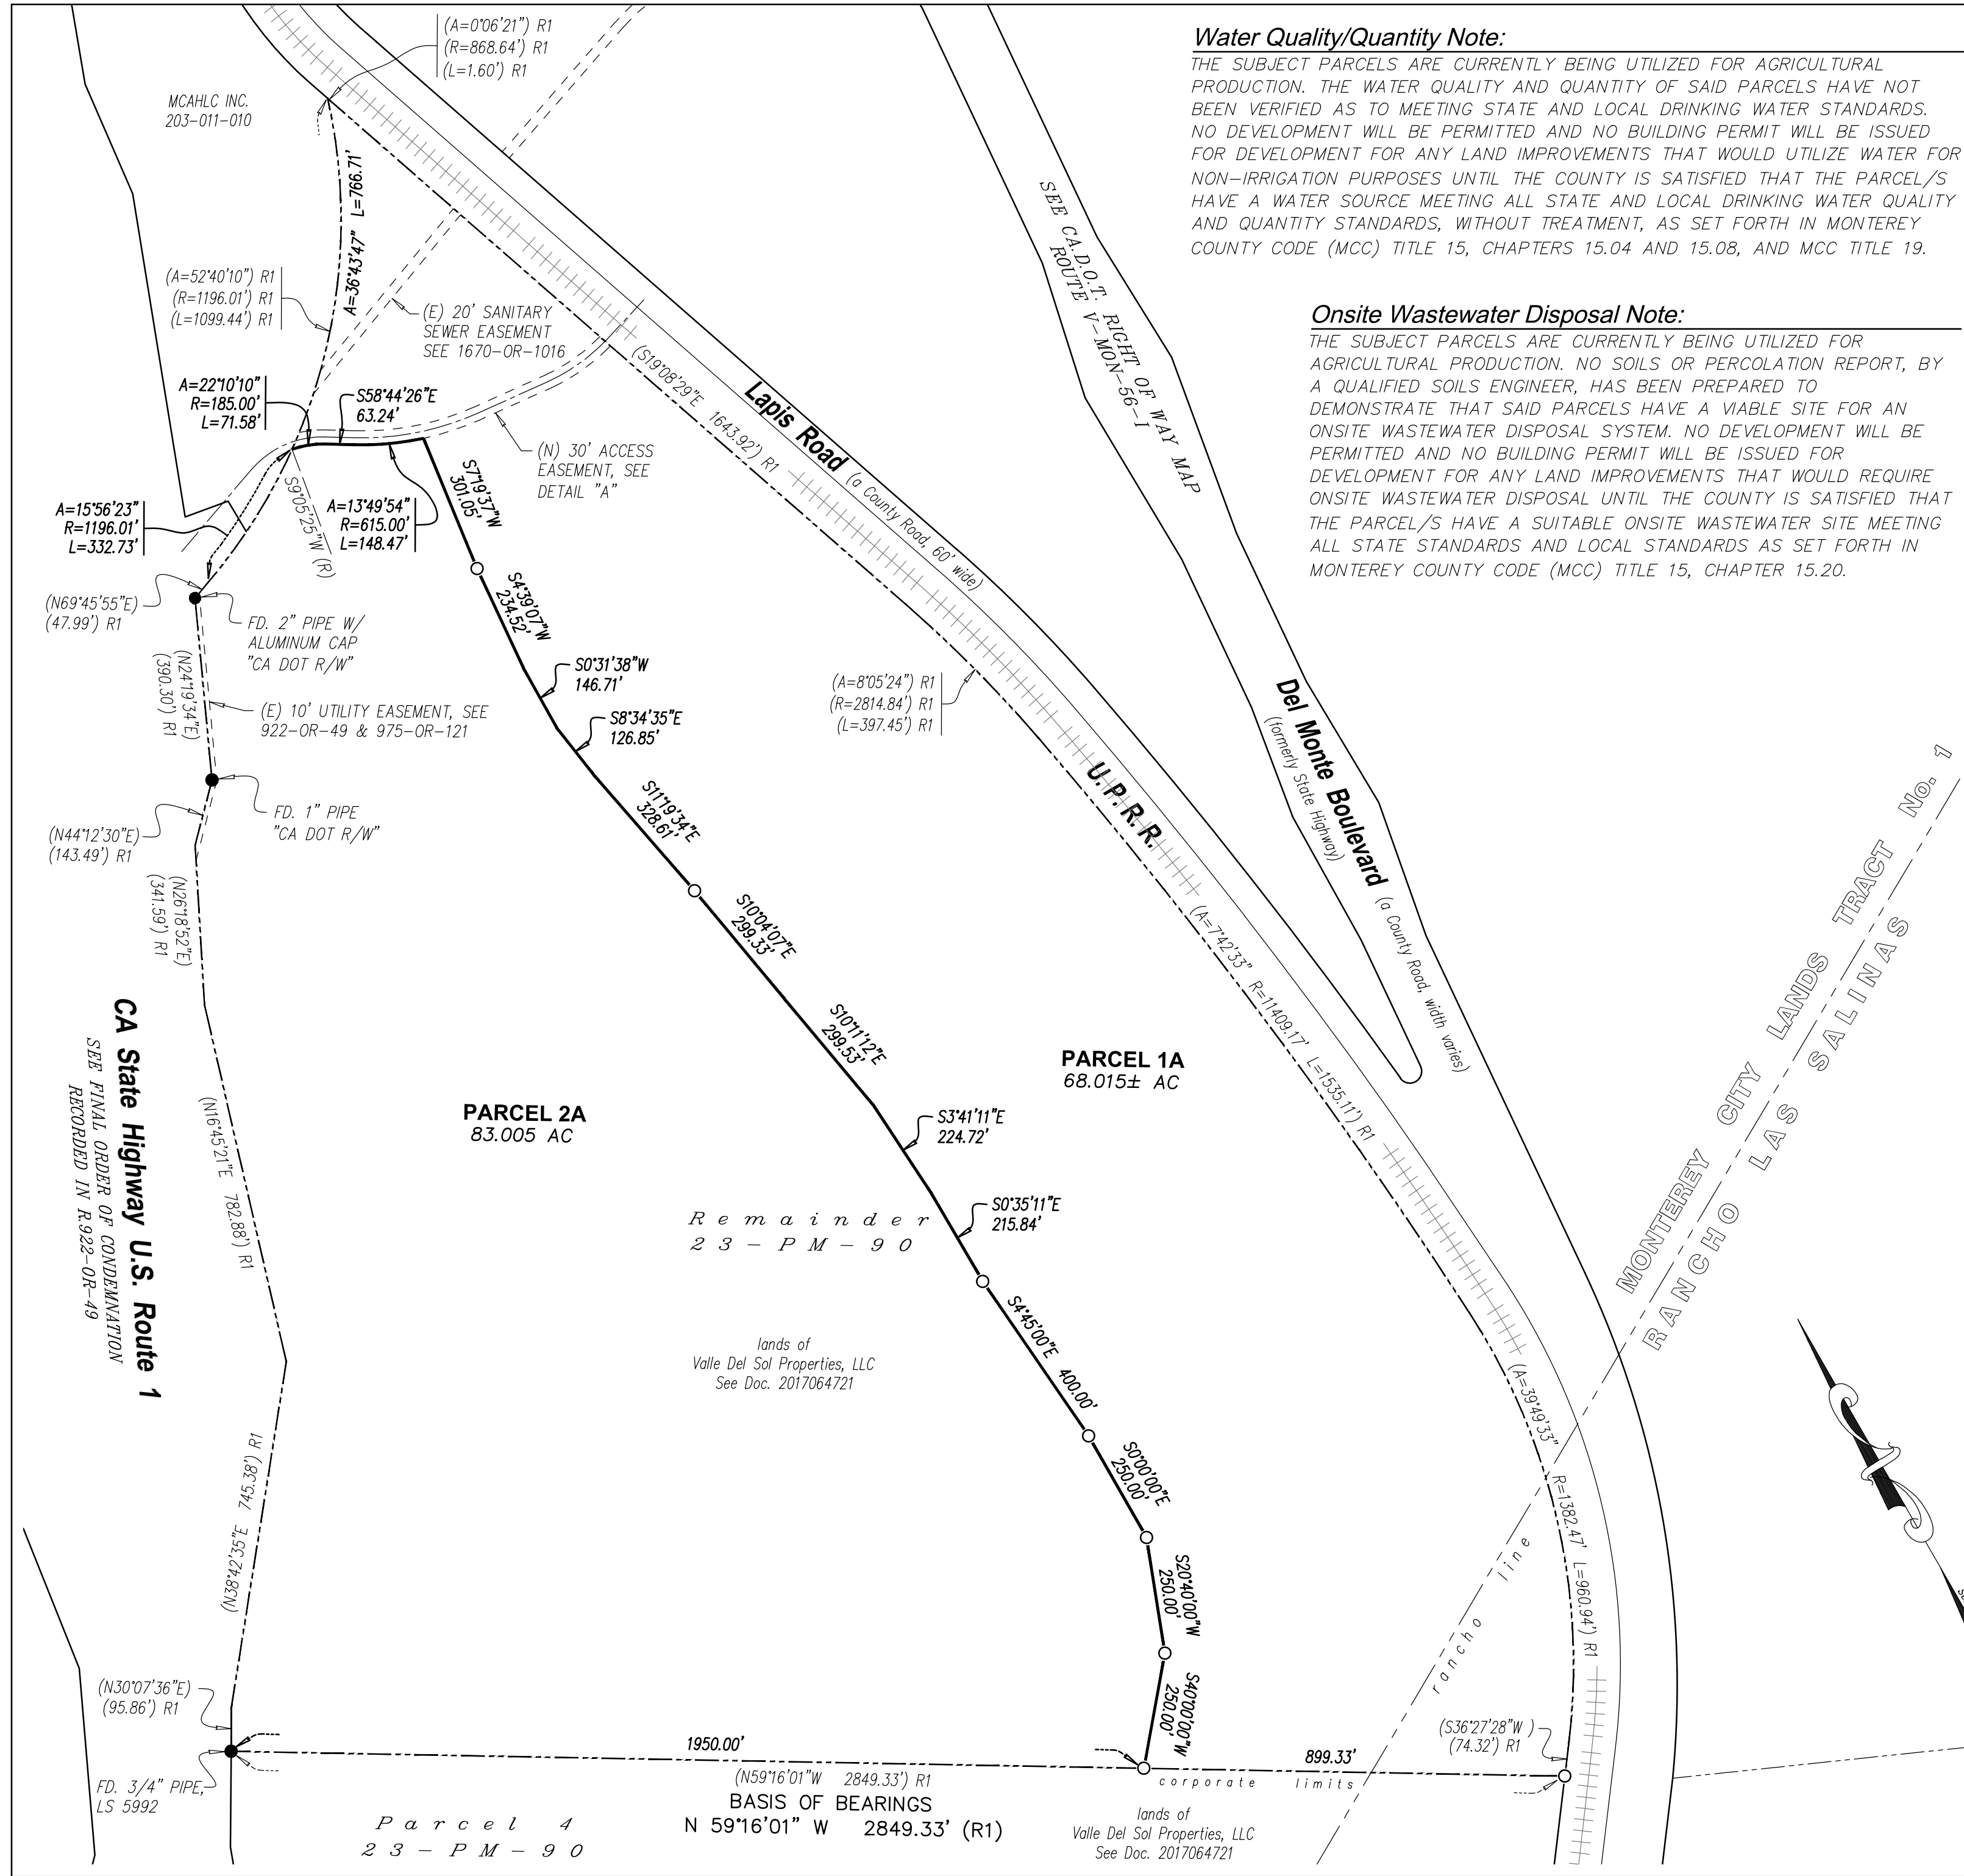 (A=0°06'21") R1
(R=868.64') R1
(L=1.60') R1
MCAHLC INC.
203-011-010
A=36°43'47" L=766.71'
(A=52°40'10") R1
(R=1196.01') R1
(L=1099.44') R1
(E) 20' SANITARY
SEWER EASEMENT
SEE 1670-OR-1016
A=22°10'10"
R=185.00'
L=71.58'
S58°44'26"E
63.24'
(N) 30' ACCESS
EASEMENT, SEE
DETAIL "A"
(S19°08'29"E 1643.92') R1
Lapis Road (a County Road, 60' wide)
SEE CA.D.O.T. RIGHT OF WAY MAP
ROUTE V-MON-56-I
Water Quality/Quantity Note:
THE SUBJECT PARCELS ARE CURRENTLY BEING UTILIZED FOR AGRICULTURAL
PRODUCTION. THE WATER QUALITY AND QUANTITY OF SAID PARCELS HAVE NOT
BEEN VERIFIED AS TO MEETING STATE AND LOCAL DRINKING WATER STANDARDS.
NO DEVELOPMENT WILL BE PERMITTED AND NO BUILDING PERMIT WILL BE ISSUED
FOR DEVELOPMENT FOR ANY LAND IMPROVEMENTS THAT WOULD UTILIZE WATER FOR
NON-IRRIGATION PURPOSES UNTIL THE COUNTY IS SATISFIED THAT THE PARCEL/S
HAVE A WATER SOURCE MEETING ALL STATE AND LOCAL DRINKING WATER QUALITY
AND QUANTITY STANDARDS, WITHOUT TREATMENT, AS SET FORTH IN MONTEREY
COUNTY CODE (MCC) TITLE 15, CHAPTERS 15.04 AND 15.08, AND MCC TITLE 19.
Onsite Wastewater Disposal Note:
THE SUBJECT PARCELS ARE CURRENTLY BEING UTILIZED FOR
AGRICULTURAL PRODUCTION. NO SOILS OR PERCOLATION REPORT, BY
A QUALIFIED SOILS ENGINEER, HAS BEEN PREPARED TO
DEMONSTRATE THAT SAID PARCELS HAVE A VIABLE SITE FOR AN
ONSITE WASTEWATER DISPOSAL SYSTEM. NO DEVELOPMENT WILL BE
PERMITTED AND NO BUILDING PERMIT WILL BE ISSUED FOR
DEVELOPMENT FOR ANY LAND IMPROVEMENTS THAT WOULD REQUIRE
ONSITE WASTEWATER DISPOSAL UNTIL THE COUNTY IS SATISFIED THAT
THE PARCEL/S HAVE A SUITABLE ONSITE WASTEWATER SITE MEETING
ALL STATE STANDARDS AND LOCAL STANDARDS AS SET FORTH IN
MONTEREY COUNTY CODE (MCC) TITLE 15, CHAPTER 15.20.
A=15°56'23"
R=1196.01'
L=332.73'
S9°05'25"W (R)
A=13°49'54"
R=615.00'
L=148.47'
S7°19'37"W
301.05'
S4°39'07"W
234.52'
(N69°45'55"E)
(47.99') R1
FD. 2" PIPE W/
ALUMINUM CAP
"CA DOT R/W"
(N24°19'34"E)
(390.30') R1
(E) 10' UTILITY EASEMENT, SEE
922-OR-49 & 975-OR-121
S0°31'38"W
146.71'
S8°34'35"E
126.85'
(A=8°05'24") R1
(R=2814.84') R1
(L=397.45') R1
Del Monte Boulevard (a County Road, width varies)
(formerly State Highway)
U.P.R.R.
S11°19'34"E
328.61'
(N44°12'30"E)
(143.49') R1
FD. 1" PIPE
"CA DOT R/W"
(N26°18'52"E)
(341.59') R1
S10°04'07"E
299.33'
(A=7°42'33" R=11409.17' L=1535.11') R1
S10°11'12"E
299.53'
PARCEL 1A
68.015± AC
PARCEL 2A
83.005 AC
MONTEREY CITY LANDS TRACT No. 1
RANCHO LAS SALINAS
CA State Highway U.S. Route 1
SEE FINAL ORDER OF CONDEMNATION
RECORDED IN R.922-OR-49
(N16°45'21"E 782.88') R1
S3°41'11"E
224.72'
S0°35'11"E
215.84'
Remainder
23-PM-90
S4°45'00"E 400.00'
lands of
Valle Del Sol Properties, LLC
See Doc. 2017064721
(A=39°49'33" R=1382.47' L=960.94') R1
(N38°42'35"E 745.38') R1
S0°00'00"E
250.00'
S20°40'00"W
250.00'
S40°00'00"W
250.00'
rancho line
(N30°07'36"E)
(95.86') R1
FD. 3/4" PIPE,
LS 5992
1950.00'
(N59°16'01"W 2849.33') R1
BASIS OF BEARINGS
N 59°16'01" W 2849.33' (R1)
899.33'
corporate limits
(S36°27'28"W )
(74.32') R1
Parcel 4
23-PM-90
lands of
Valle Del Sol Properties, LLC
See Doc. 2017064721